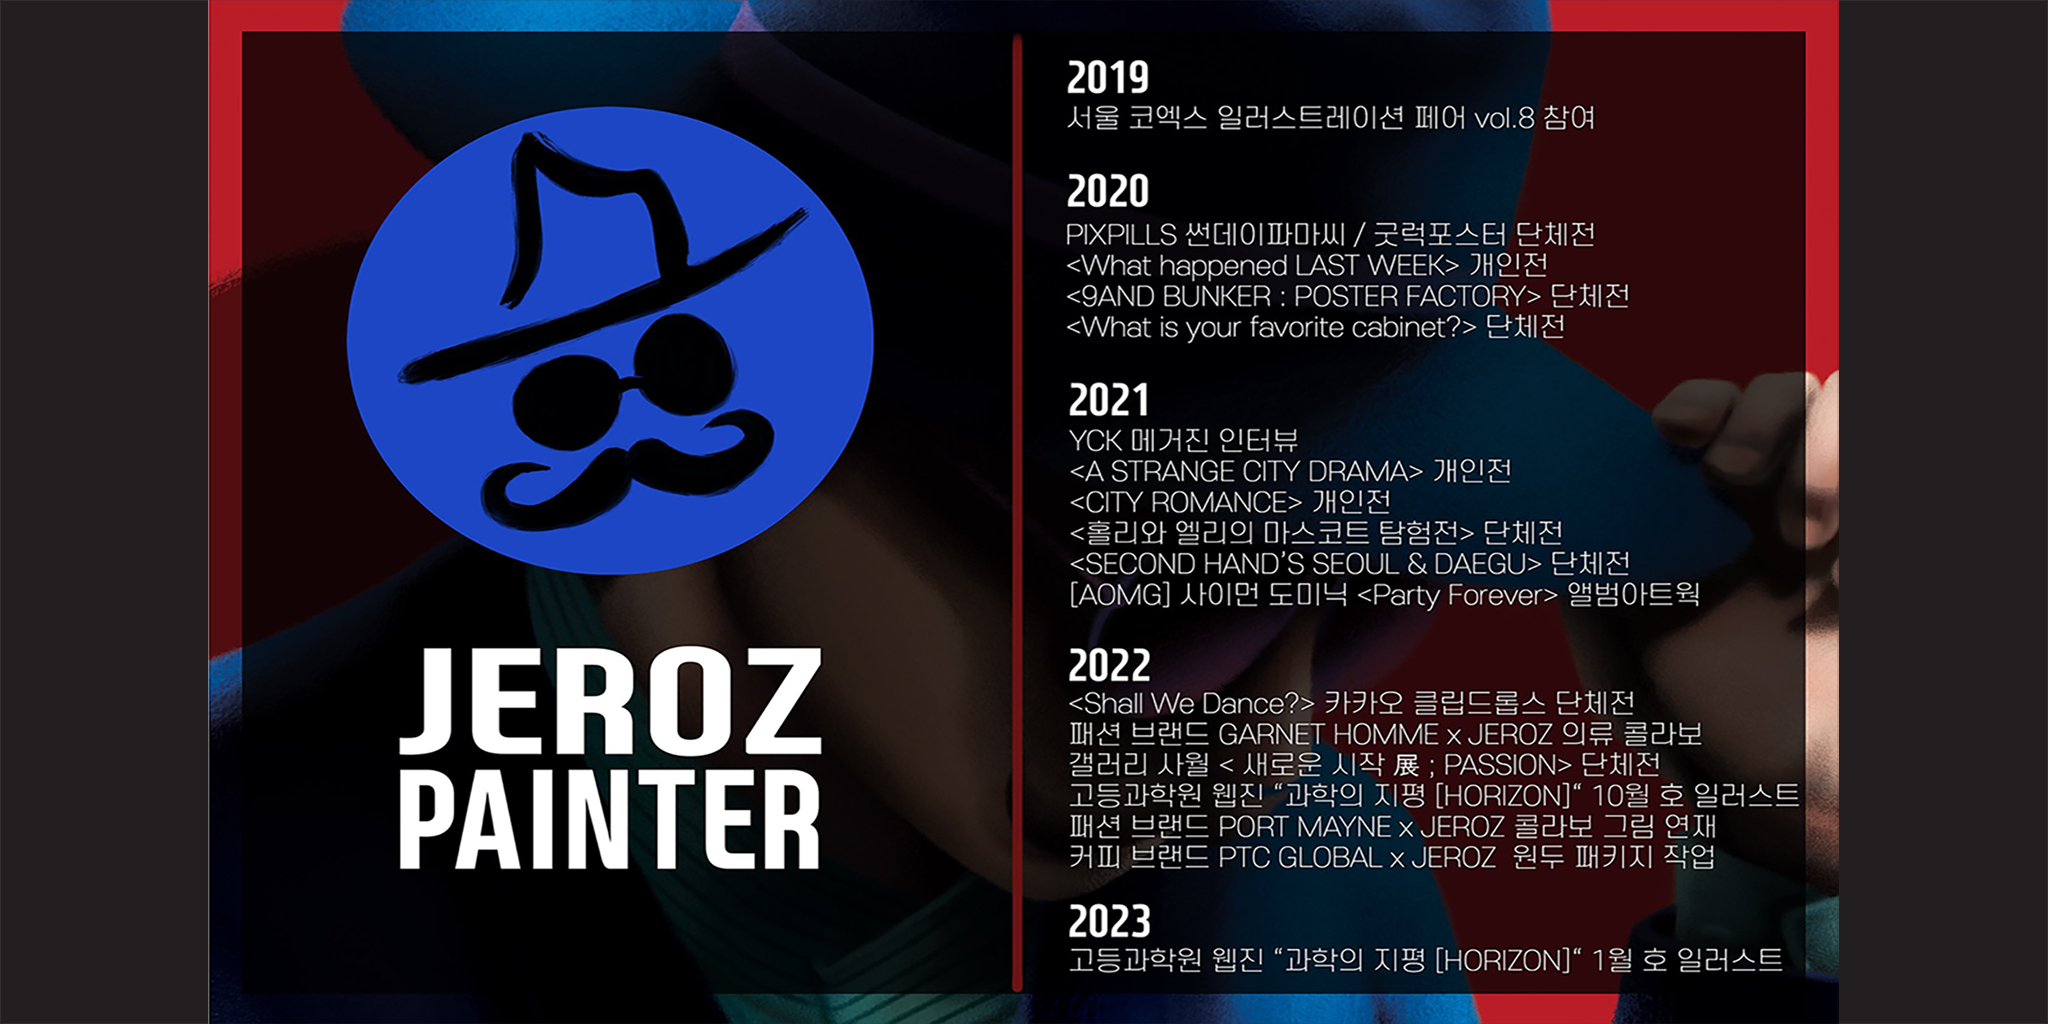 JEROZ
PAINTER
2019
서울 코엑스 일러스트레이션 페어 vol.8 참여
2020
PIXPILLS 썬데이파마씨 / 굿럭포스터 단체전
<What happened LAST WEEK> 개인전
<9AND BUNKER : POSTER FACTORY> 단체전
<What is your favorite cabinet?> 단체전
2021
YCK 메거진 인터뷰
<A STRANGE CITY DRAMA> 개인전
<CITY ROMANCE> 개인전
<홀리와 엘리의 마스코트 탐험전> 단체전
<SECOND HAND'S SEOUL & DAEGU> 단체전
[AOMG] 사이먼 도미닉 <Party Forever> 앨범아트웍
2022
<Shall We Dance?> 카카오 클립드롭스 단체전
패션 브랜드 GARNET HOMME x JEROZ 의류 콜라보
갤러리 사월 < 새로운 시작 展 ; PASSION> 단체전
고등과학원 웹진 “과학의 지평 [HORIZON]“ 10월 호 일러스트
패션 브랜드 PORT MAYNE x JEROZ 콜라보 그림 연재
커피 브랜드 PTC GLOBAL x JEROZ 원두 패키지 작업
2023
고등과학원 웹진 “과학의 지평 [HORIZON]“ 1월 호 일러스트